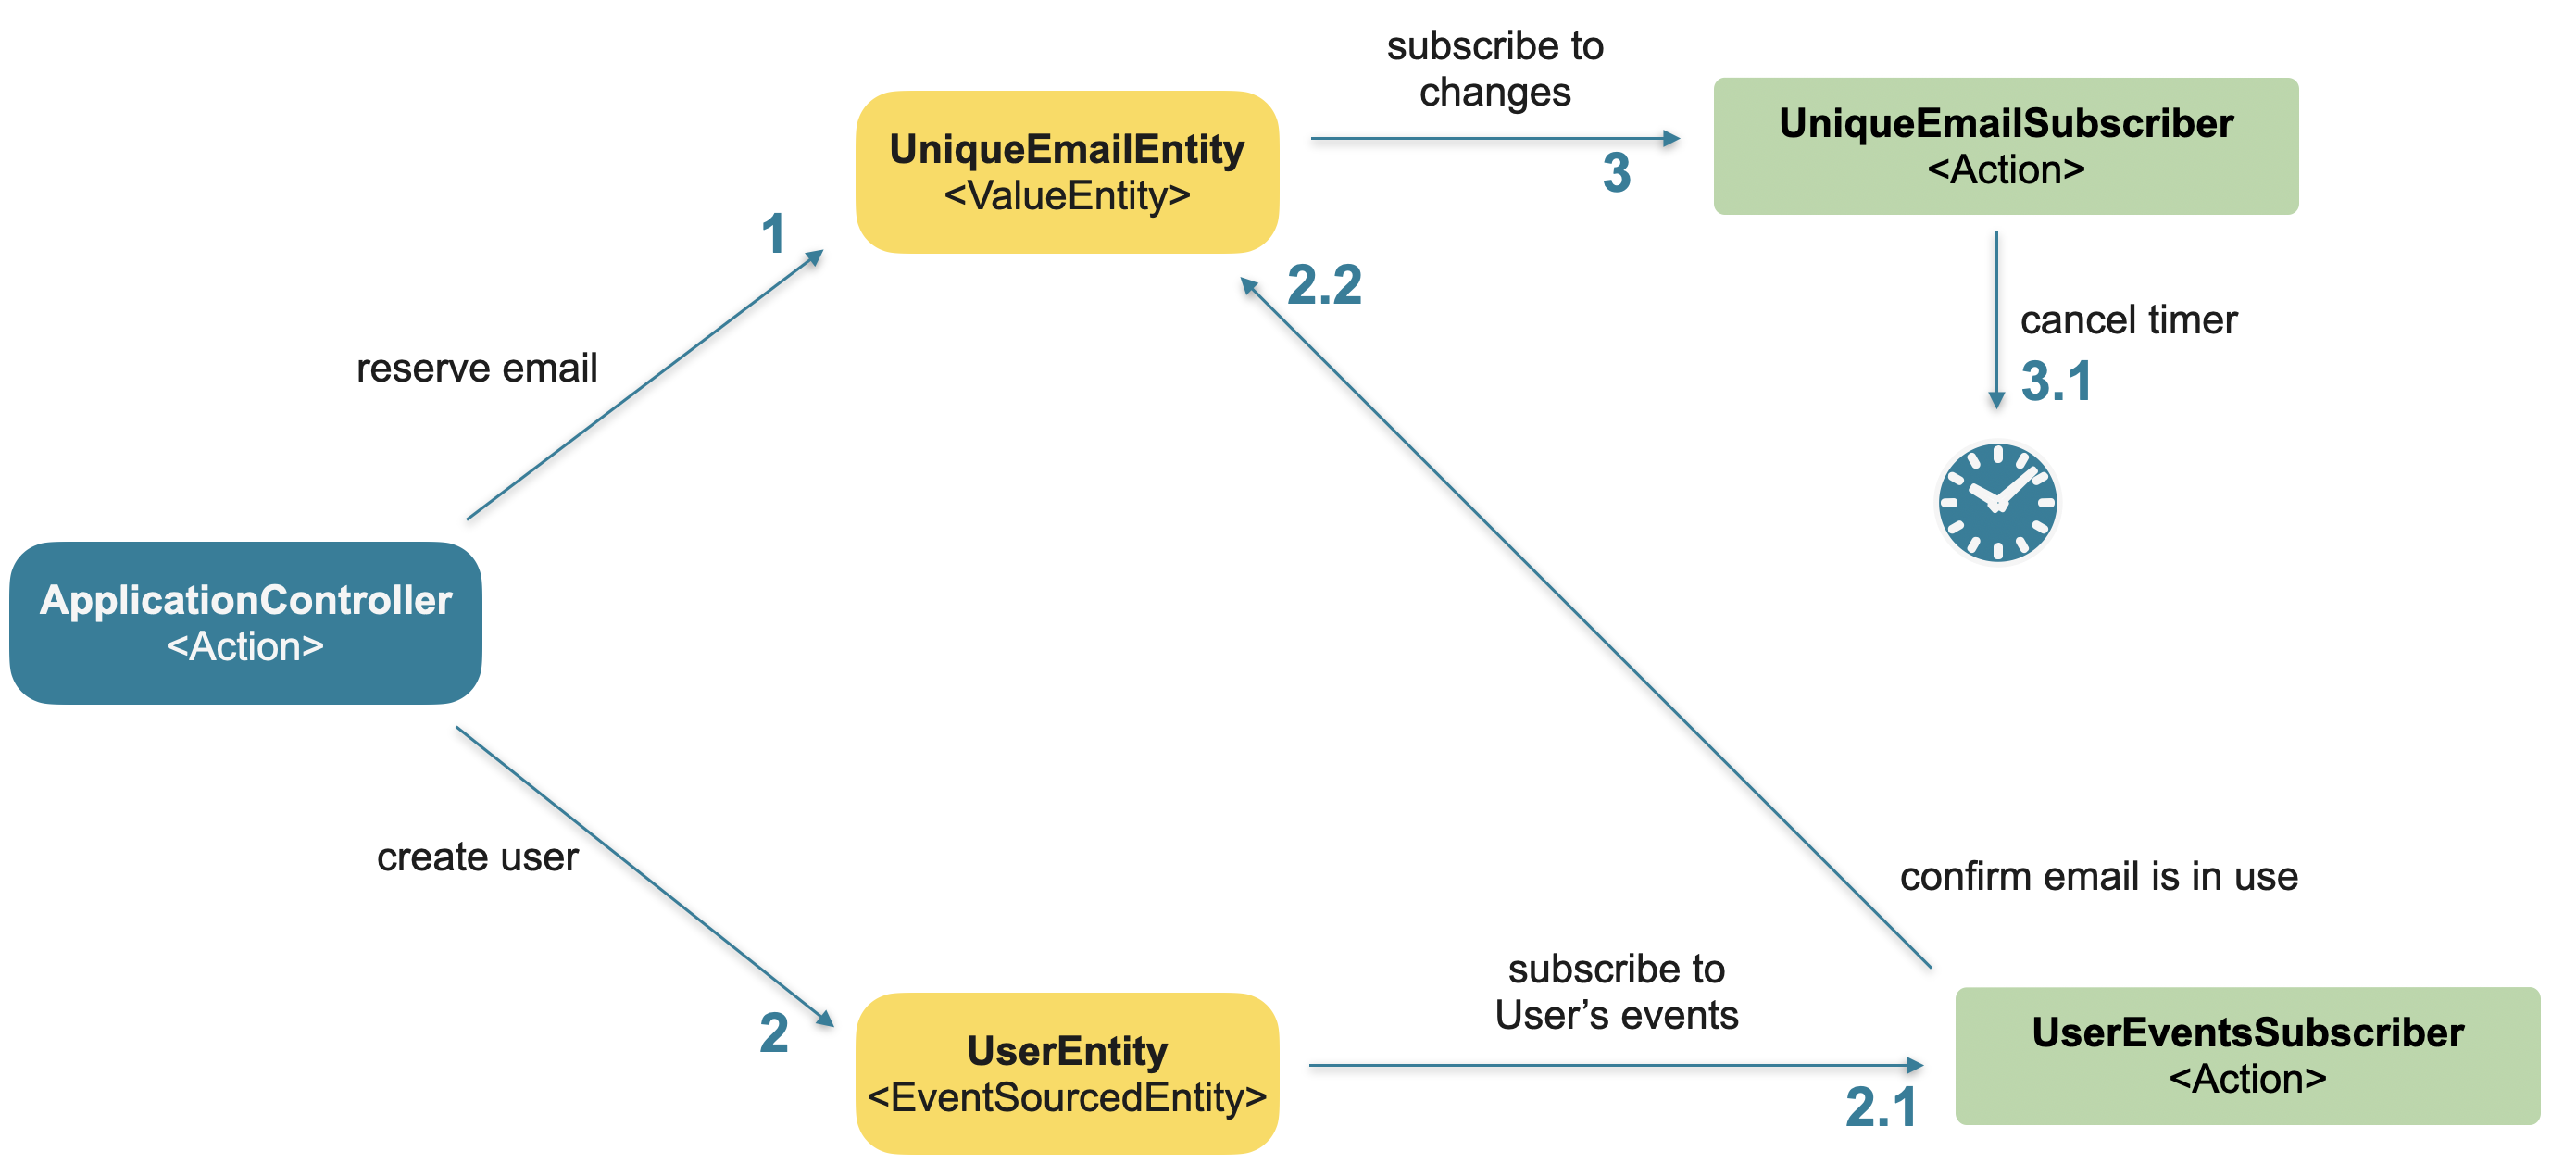 subscribe to
changes
UniqueEmailEntity
<ValueEntity>
3
UniqueEmailSubscriber
<Action>
1
reserve email
2.2
cancel timer
3.1
ApplicationController
<Action>
create user
2
confirm email is in use
UserEntity
<EventSourcedEntity>
subscribe to
User’s events
2.1
UserEventsSubscriber
<Action>